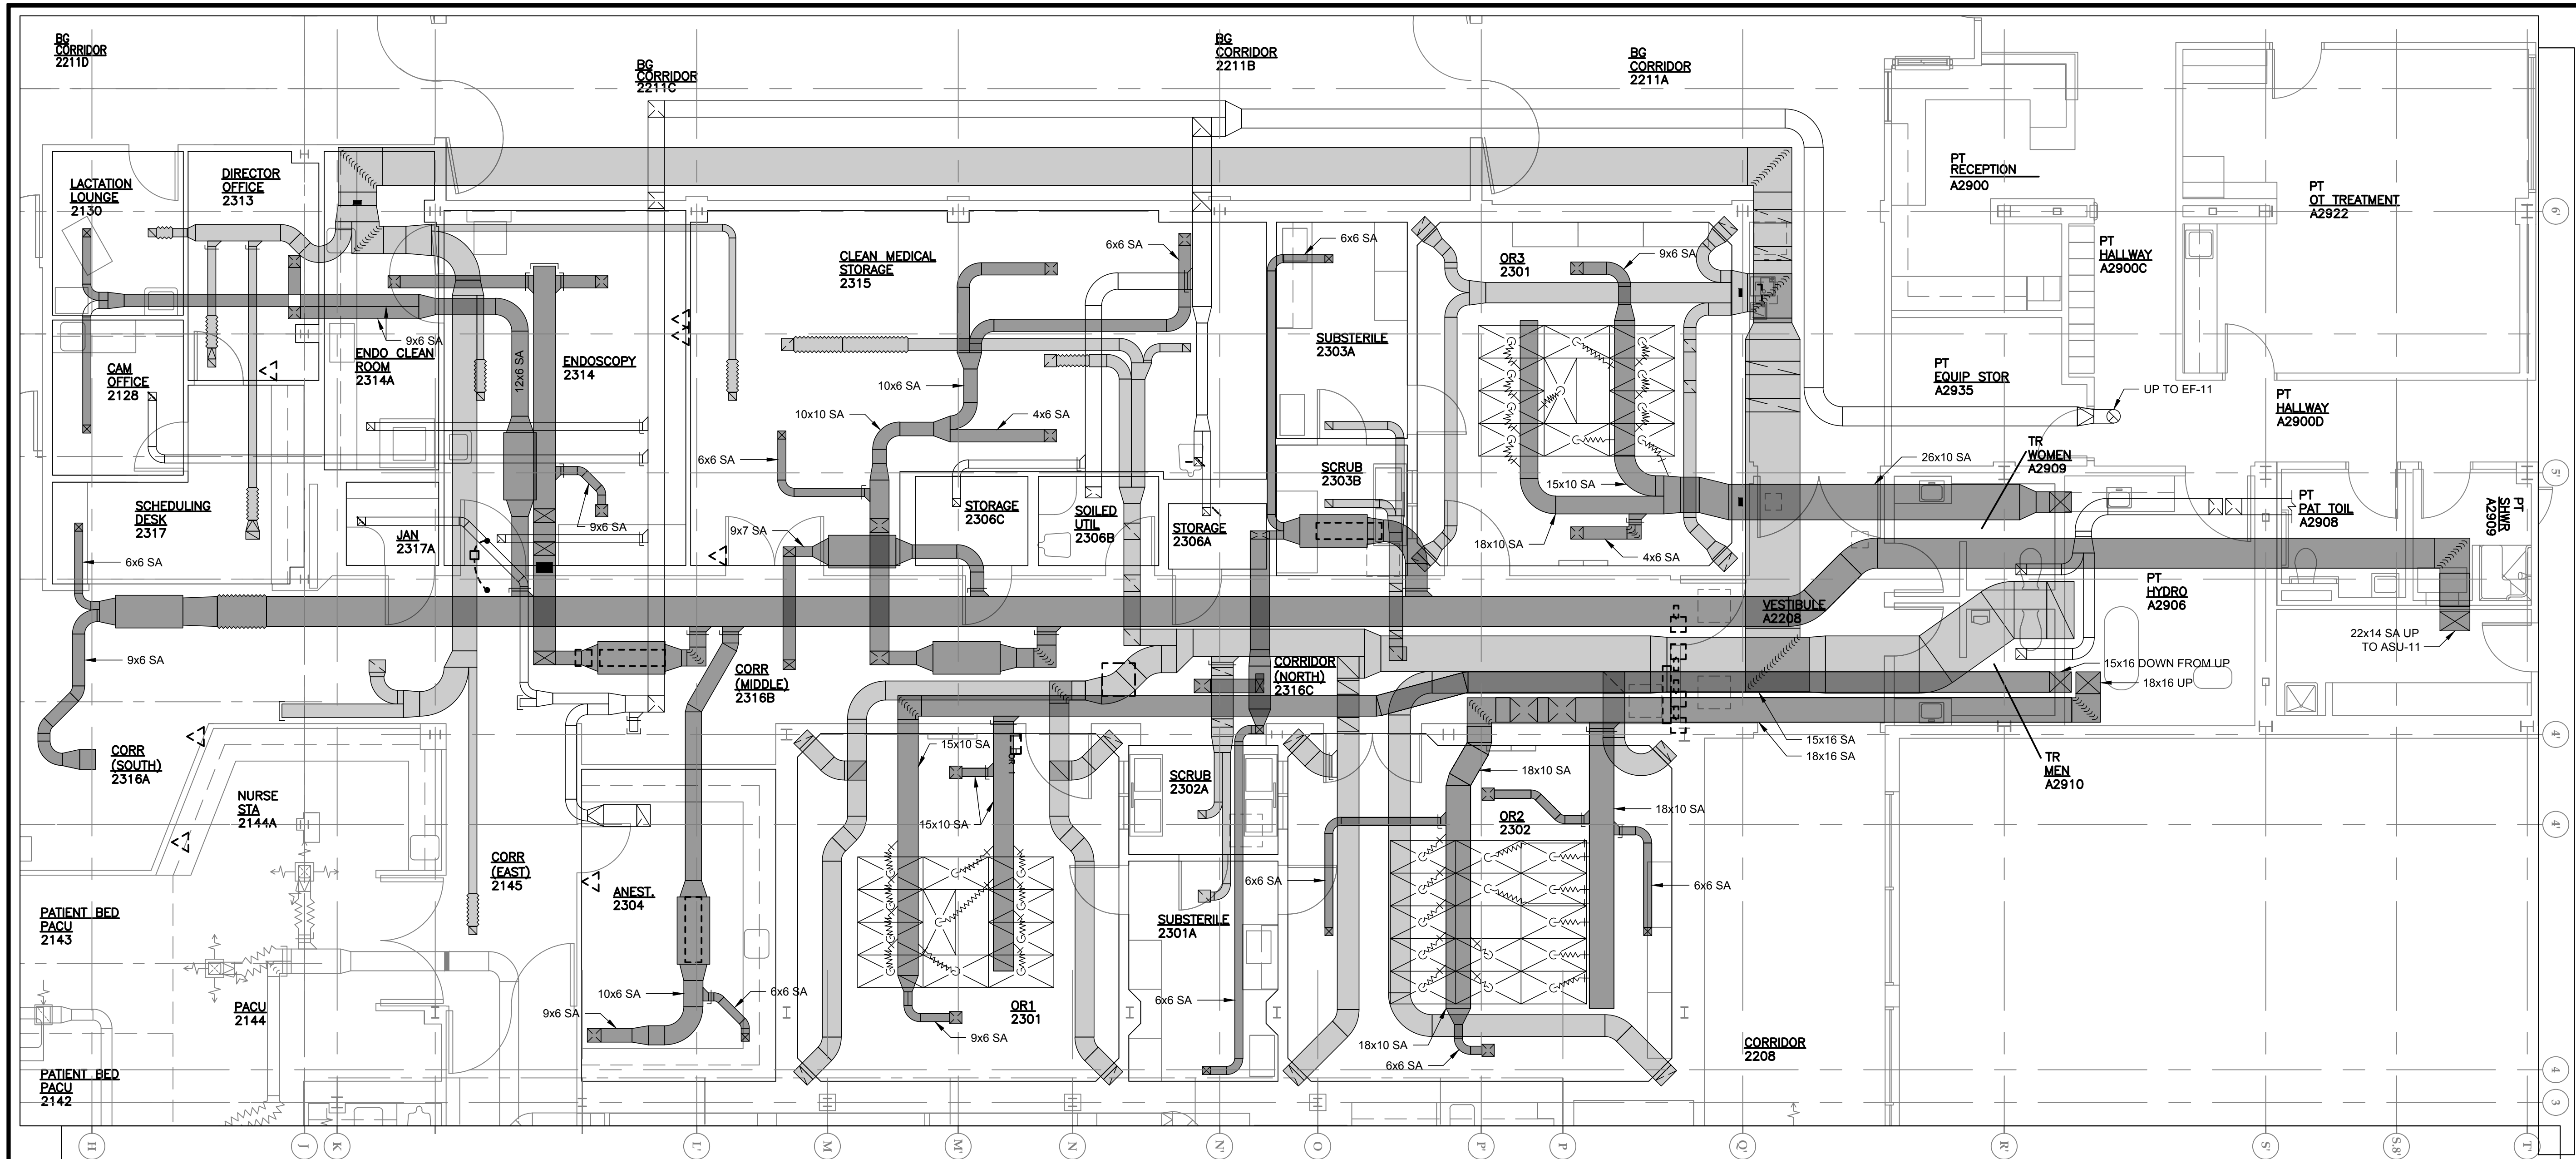 BG
CORRIDOR
2211D
BG
CORRIDOR
2211C
BG
CORRIDOR
2211B
BG
CORRIDOR
2211A
LACTATION
LOUNGE
2130
DIRECTOR
OFFICE
2313
CAM
OFFICE
2128
9x6 SA
ENDO CLEAN
ROOM
2314A
12x6 SA
ENDOSCOPY
2314
CLEAN MEDICAL
STORAGE
2315
6x6 SA
10x6 SA
10x10 SA
4x6 SA
6x6 SA
6x6 SA
SUBSTERILE
2303A
OR3
2301
9x6 SA
PT
RECEPTION
A2900
PT
OT TREATMENT
A2922
PT
HALLWAY
A2900C
PT
EQUIP STOR
A2935
UP TO EF-11
PT
HALLWAY
A2900D
TR
WOMEN
A2909
26x10 SA
SCHEDULING
DESK
2317
6x6 SA
JAN
2317A
9x6 SA
9x7 SA
STORAGE
2306C
SOILED
UTIL
2306B
STORAGE
2306A
SCRUB
2303B
15x10 SA
18x10 SA
4x6 SA
PT
PAT TOIL
A2908
PT
SHWR
A2909
PT
HYDRO
A2906
VESTIBULE
A2208
22x14 SA UP
TO ASU-11
15x16 DOWN FROM UP
18x16 UP
9x6 SA
CORR
(SOUTH)
2316A
CORR
(MIDDLE)
2316B
CORRIDOR
(NORTH)
2316C
15x16 SA
18x16 SA
TR
MEN
A2910
NURSE
STA
2144A
CORR
(EAST)
2145
ANEST.
2304
15x10 SA
OR 1
15x10 SA
SCRUB
2302A
18x10 SA
OR2
2302
18x10 SA
6x6 SA
6x6 SA
SUBSTERILE
2301A
PATIENT BED
PACU
2143
PACU
2144
10x6 SA
6x6 SA
9x6 SA
OR1
2301
9x6 SA
6x6 SA
18x10 SA
6x6 SA
CORRIDOR
2208
PATIENT BED
PACU
2142
6'
5'
4'
4'
4
3
H
J
K
L'
M
M'
N
N'
O
P'
P
Q'
R'
S'
S.8'
T'